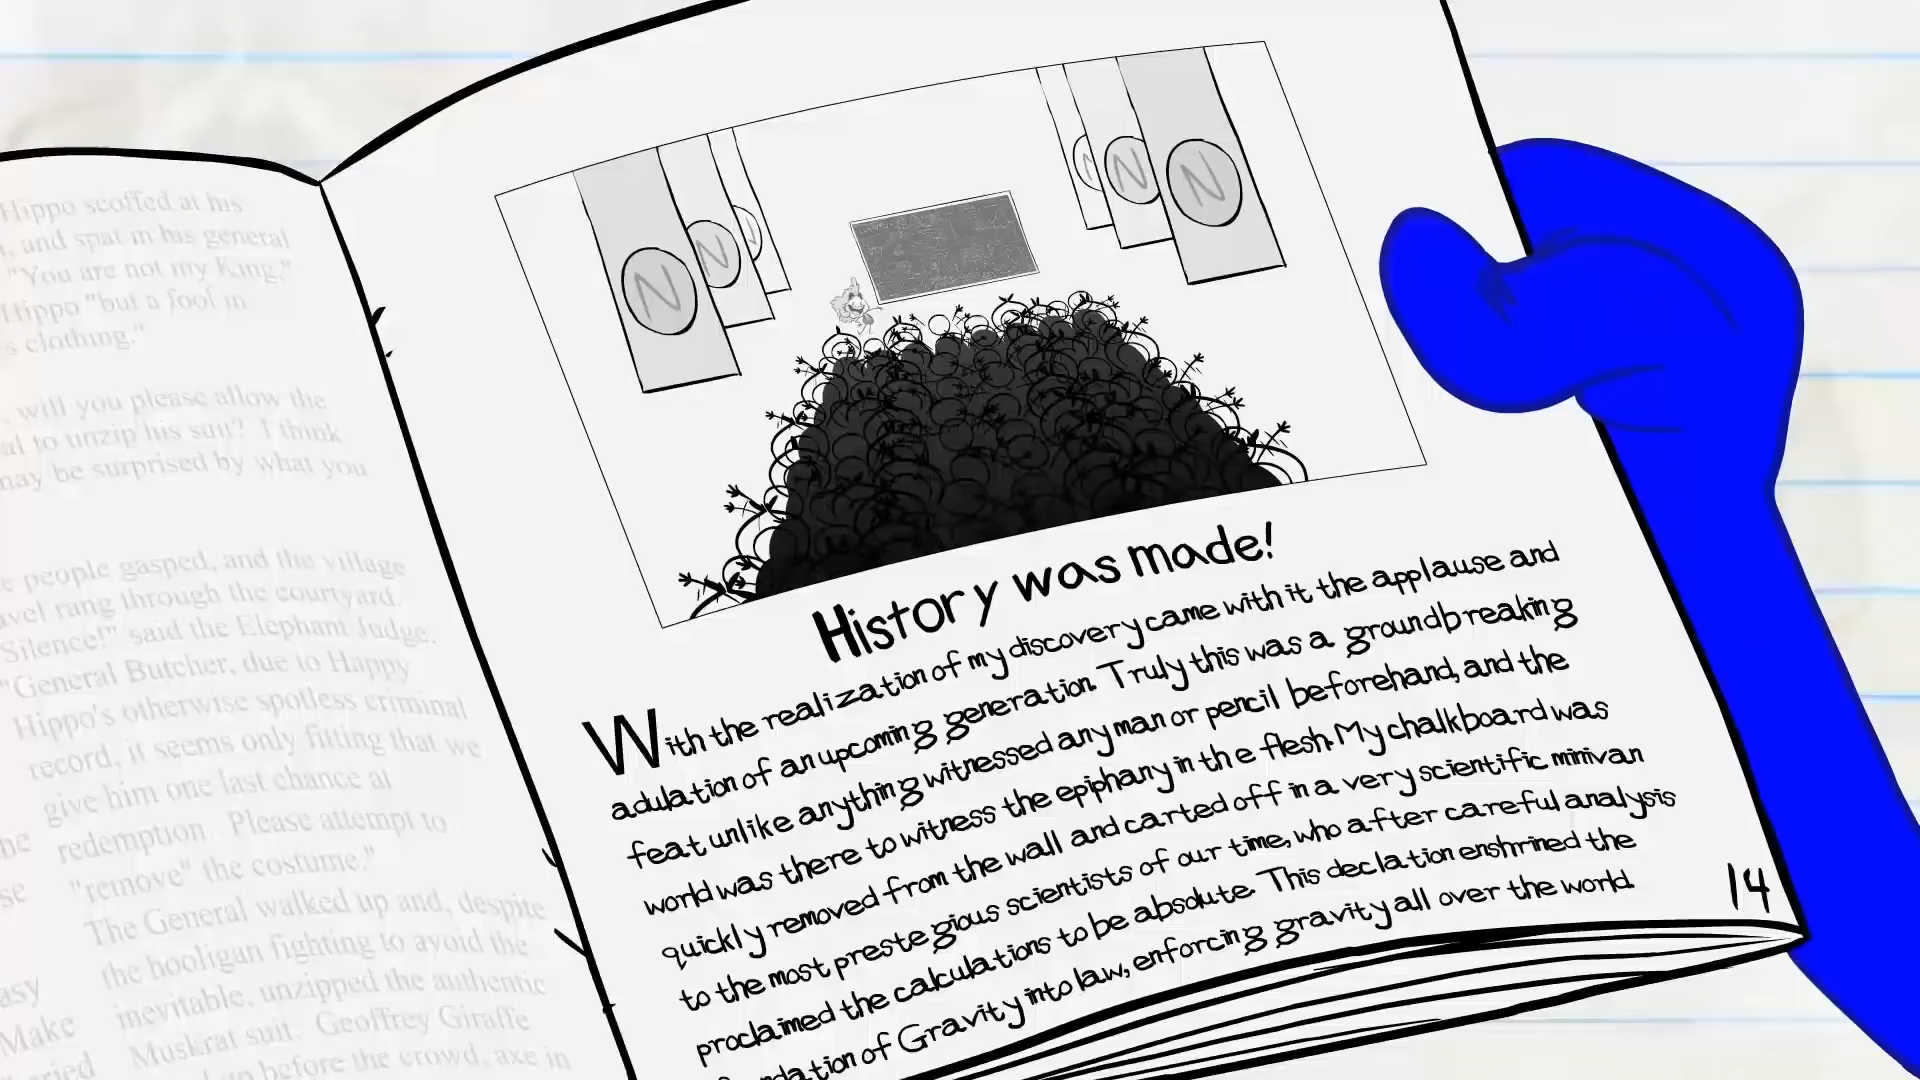 Hippo scoffed at his
, and spat in his general
"You are not my King,"
Hippo "but a fool in
s clothing."
will you please allow the
al to unzip his suit? I think
may be surprised by what you
e people gasped, and the village
avel rang through the courtyard.
Silence!" said the Elephant Judge.
"General Butcher, due to Happy
Hippo's otherwise spotless criminal
record, it seems only fitting that we
give him one last chance at
redemption. Please attempt to
"remove" the costume."
The General walked up and, despite
the hooligan fighting to avoid the
inevitable, unzipped the authentic
Muskrat suit. Geoffrey Giraffe
before the crowd, axe in
he
se
asy
Make
N
N
N
N
N
N
History was made!
With the realization of my discovery came with it the applause and
adulation of an upcoming generation. Truly this was a groundbreaking
feat unlike anything witnessed any man or pencil beforehand, and the
world was there to witness the epiphany in the flesh. My chalkboard was
quickly removed from the wall and carted off in a very scientific minivan
to the most prestegious scientists of our time, who after careful analysis
proclaimed the calculations to be absolute. This declation enshrined the
ndation of Gravity into law, enforcing gravity all over the world.
14